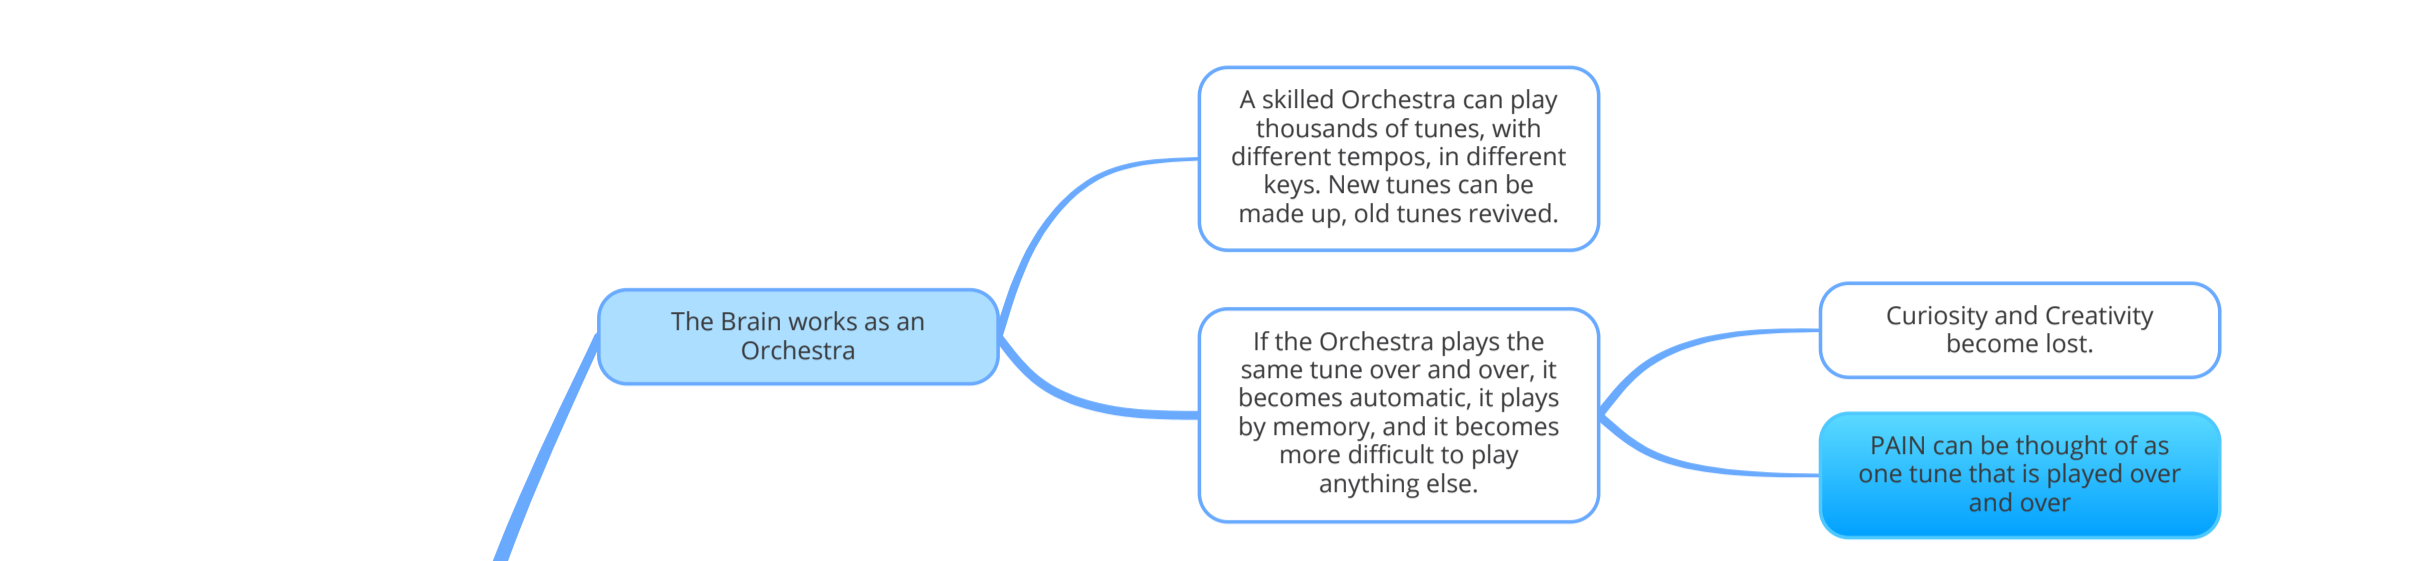 A skilled Orchestra can play
thousands of tunes, with
different tempos, in different
keys. New tunes can be
made up, old tunes revived.
The Brain works as an
Orchestra
If the Orchestra plays the
same tune over and over, it
becomes automatic, it plays
by memory, and it becomes
more difficult to play
anything else.
Curiosity and Creativity
become lost.
PAIN can be thought of as
one tune that is played over
and over